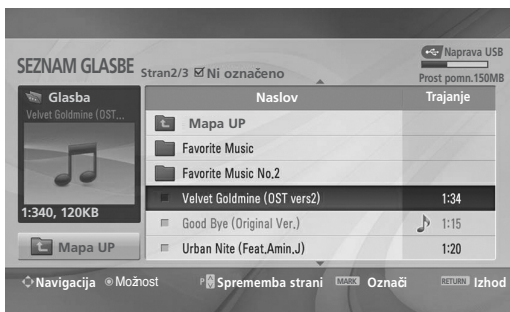 Naprava USB
SEZNAM GLASBE Stran2/3 Ni označeno
Prost pomn.150MB
Glasba
Velvet Goldmine (OST...
1:340, 120KB
Mapa UP
Naslov Trajanje
Mapa UP
Favorite Music
Favorite Music No.2
Velvet Goldmine (OST vers2) 1:34
Good Bye (Original Ver.) 1:15
Urban Nite (Feat.Amin.J) 1:20
Navigacija Možnost P Sprememba strani MARK Označi RETURN Izhod